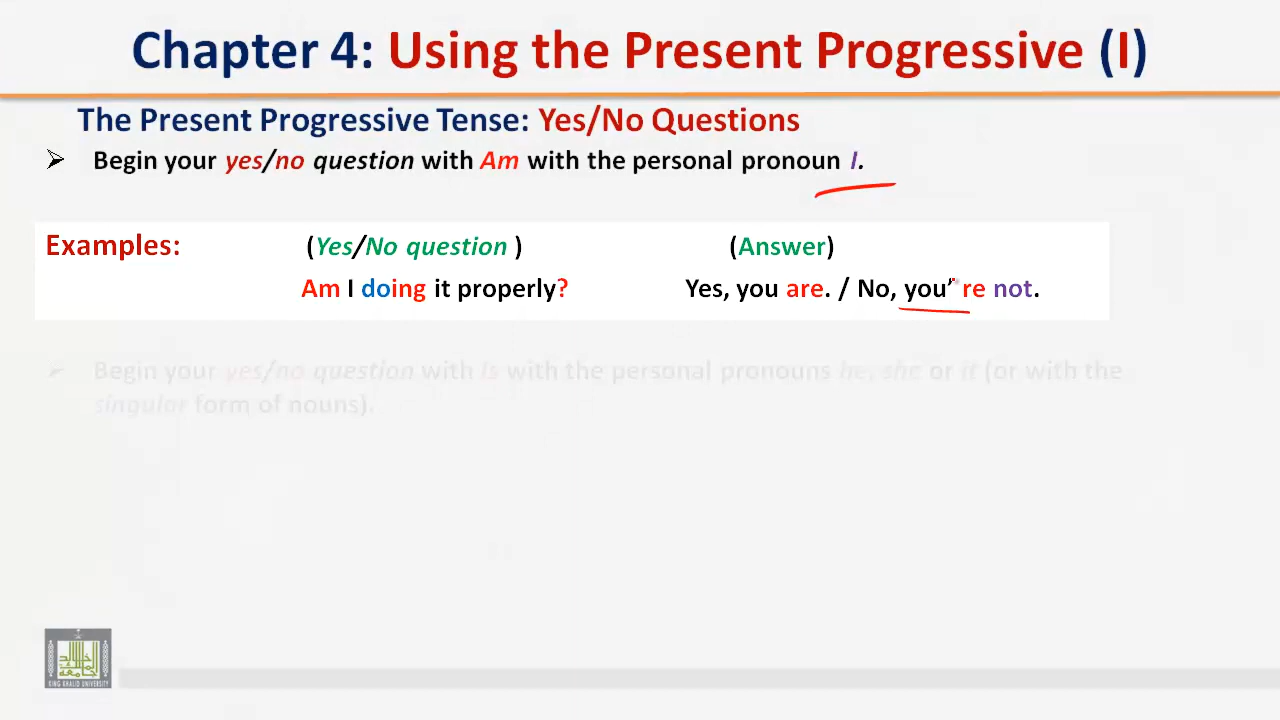 Chapter 4: Using the Present Progressive (I)
The Present Progressive Tense: Yes/No Questions
➢ Begin your yes/no question with Am with the personal pronoun I.
Examples: (Yes/No question ) (Answer)
Am I doing it properly? Yes, you are. / No, you’re not.
➢ Begin your yes/no question with Is with the personal pronouns he, she or it (or with the
singular form of nouns).
KING KHALID UNIVERSITY